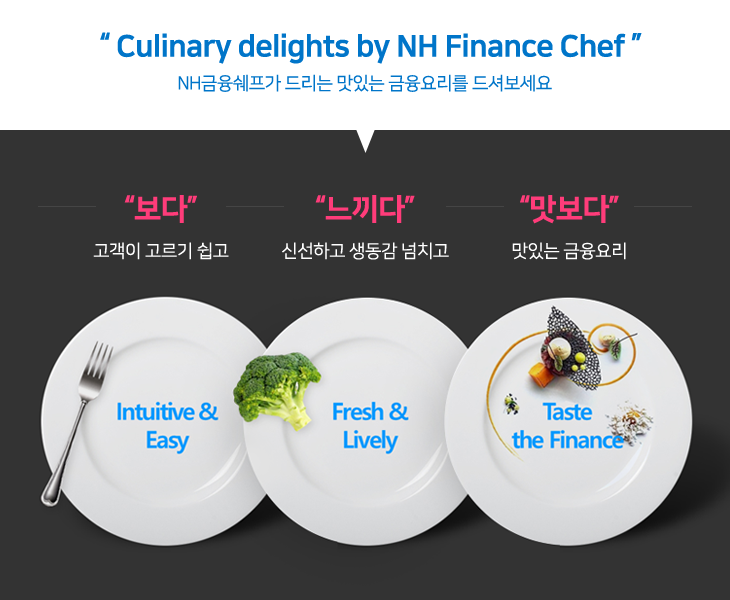 “ Culinary delights by NH Finance Chef ”
NH금융쉐프가 드리는 맛있는 금융요리를 드셔보세요
“보다”
고객이 고르기 쉽고
“느끼다”
신선하고 생동감 넘치고
“맛보다”
맛있는 금융요리
Intuitive &
Easy
Fresh &
Lively
Taste
the Finance